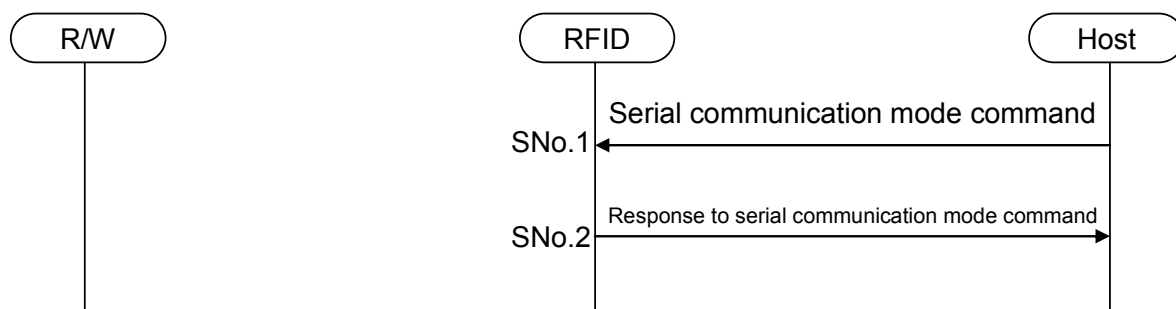 R/W
RFID
Host
Serial communication mode command
SNo.1
Response to serial communication mode command
SNo.2